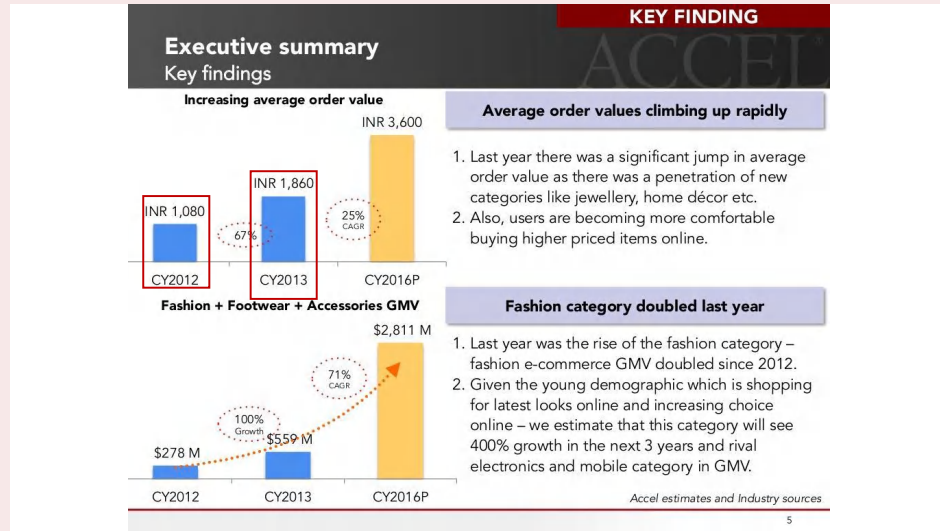 KEY FINDING
Executive summary
ACCEL
Key findings
Increasing average order value
INR 3,600
INR 1,860
INR 1,080
25%
CAGR
67%
CY2012
CY2013
CY2016P
Average order values climbing up rapidly
1. Last year there was a significant jump in average
order value as there was a penetration of new
categories like jewellery, home décor etc.
2. Also, users are becoming more comfortable
buying higher priced items online.
Fashion + Footwear + Accessories GMV
$2,811 M
71%
CAGR
100%
Growth
$559 M
$278 M
CY2012
CY2013
CY2016P
Fashion category doubled last year
1. Last year was the rise of the fashion category –
fashion e-commerce GMV doubled since 2012.
2. Given the young demographic which is shopping
for latest looks online and increasing choice
online – we estimate that this category will see
400% growth in the next 3 years and rival
electronics and mobile category in GMV.
Accel estimates and Industry sources
5